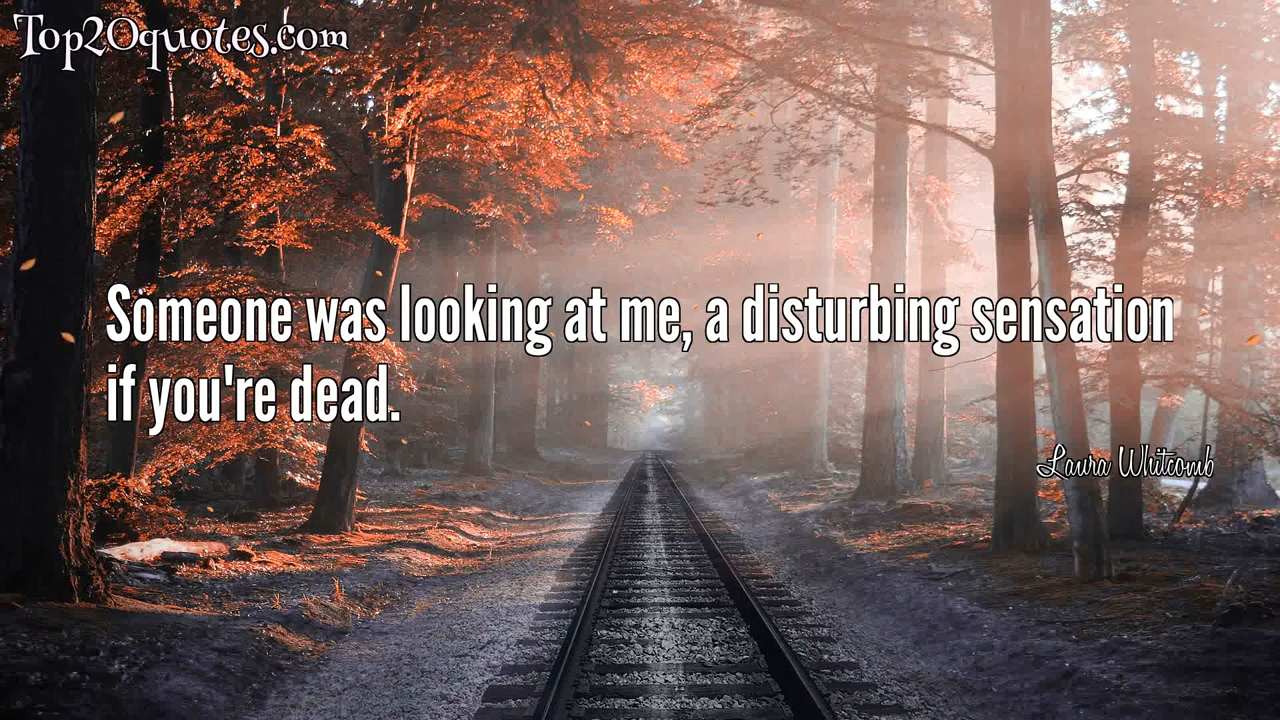 Top20quotes.com
Someone was looking at me, a disturbing sensation
if you're dead.
Laura Whitcomb